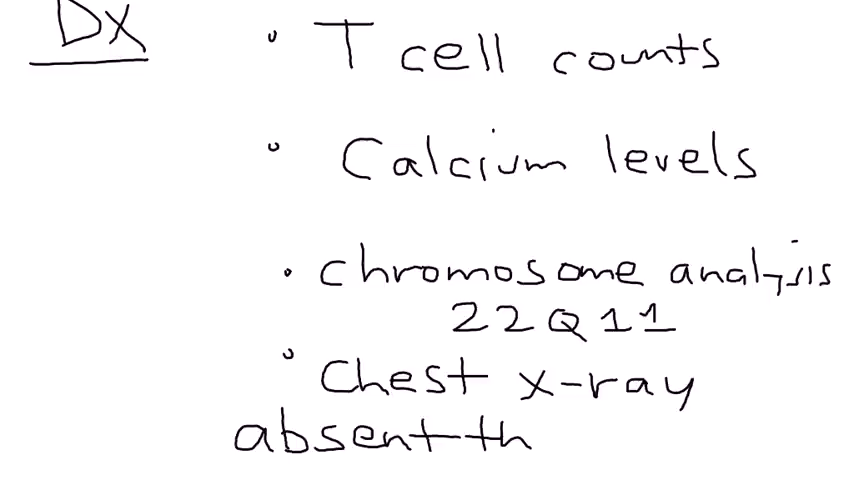 DX
• T cell counts
• Calcium levels
• chromosome analysis
22Q11
• Chest x-ray
absent th